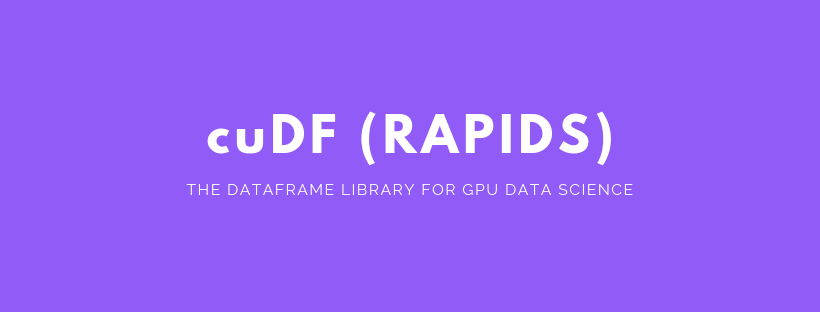 cuDF (RAPIDS)
THE DATAFRAME LIBRARY FOR GPU DATA SCIENCE